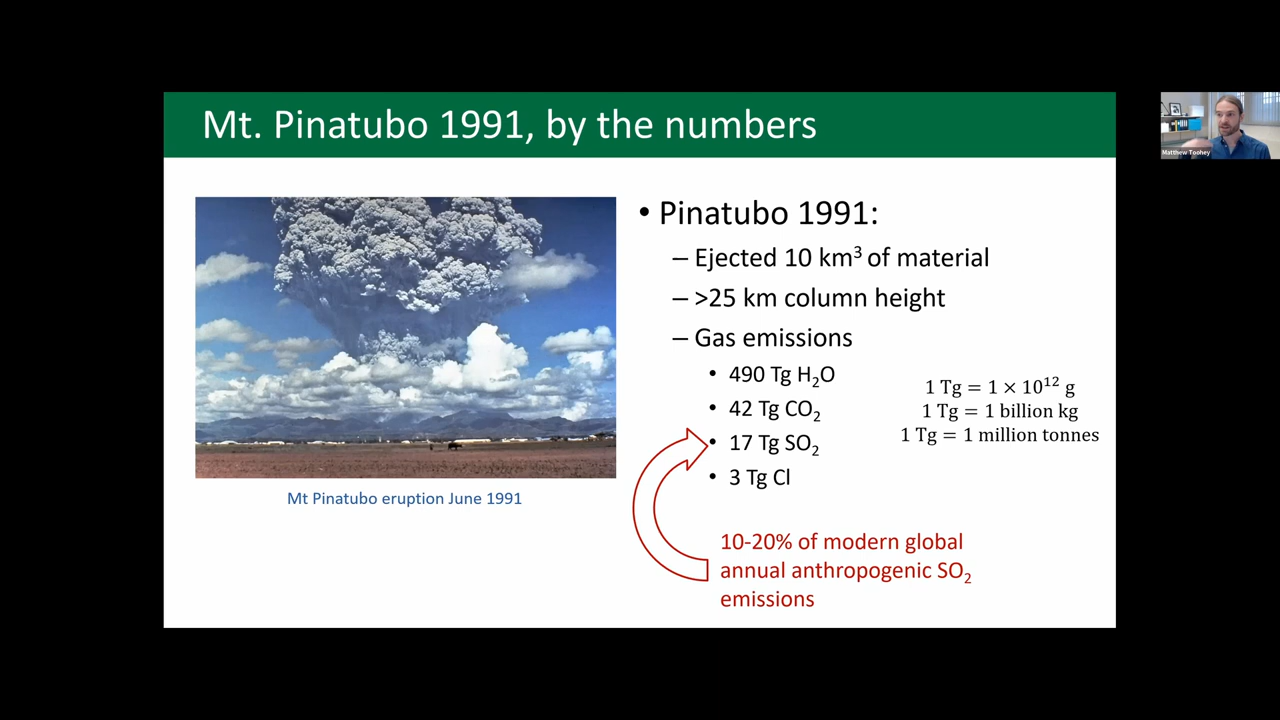 Mt. Pinatubo 1991, by the numbers
Matthew Toohey
• Pinatubo 1991:
– Ejected 10 km³ of material
– >25 km column height
– Gas emissions
• 490 Tg H₂O
• 42 Tg CO₂
• 17 Tg SO₂
• 3 Tg Cl
1 Tg = 1 × 10¹² g
1 Tg = 1 billion kg
1 Tg = 1 million tonnes
Mt Pinatubo eruption June 1991
10-20% of modern global
annual anthropogenic SO₂
emissions